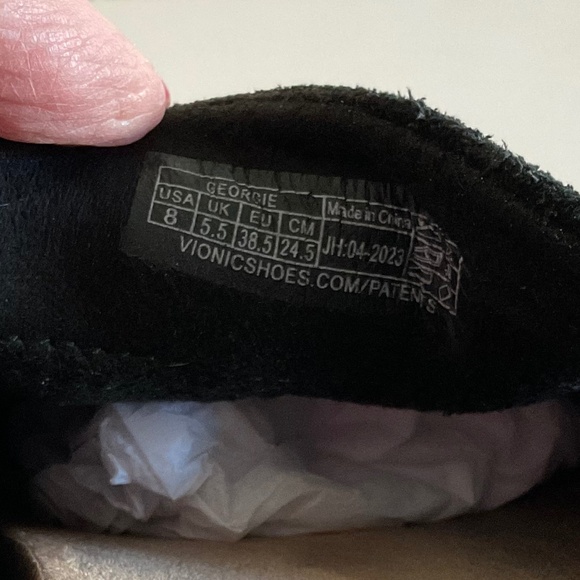 GEORGIE
USA UK EU CM Made in China
8 5.5 38.5 24.5 JH:04-2023
VIONICSHOES.COM/PATENTS